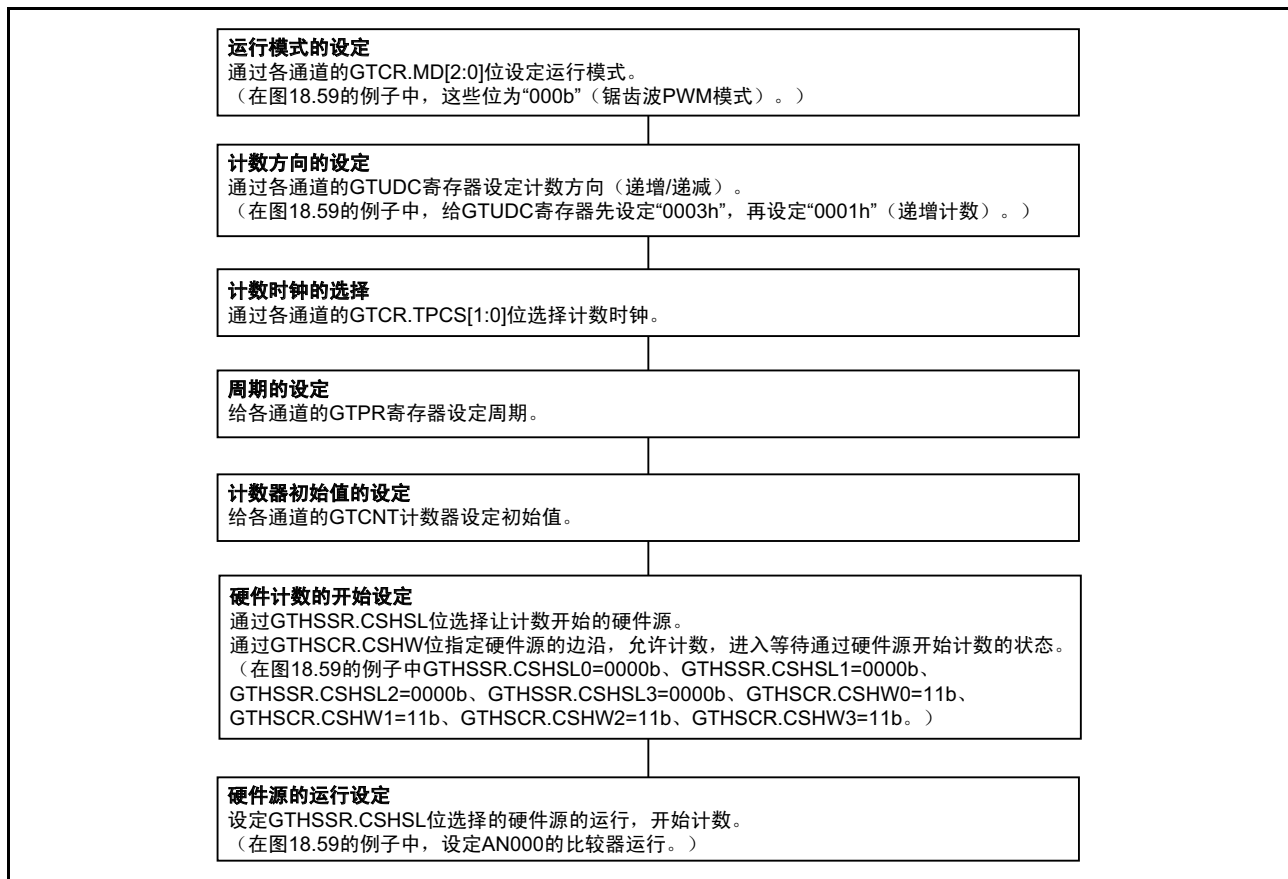 运行模式的设定
通过各通道的GTCR.MD[2:0]位设定运行模式。
（在图18.59的例子中，这些位为“000b”（锯齿波PWM模式）。）
计数方向的设定
通过各通道的GTUDC寄存器设定计数方向（递增/递减）。
（在图18.59的例子中，给GTUDC寄存器先设定“0003h”，再设定“0001h”（递增计数）。）
计数时钟的选择
通过各通道的GTCR.TPCS[1:0]位选择计数时钟。
周期的设定
给各通道的GTPR寄存器设定周期。
计数器初始值的设定
给各通道的GTCNT计数器设定初始值。
硬件计数的开始设定
通过GTHSSR.CSHSL位选择让计数开始的硬件源。
通过GTHSCR.CSHW位指定硬件源的边沿，允许计数，进入等待通过硬件源开始计数的状态。
（在图18.59的例子中GTHSSR.CSHSL0=0000b、GTHSSR.CSHSL1=0000b、
GTHSSR.CSHSL2=0000b、GTHSSR.CSHSL3=0000b、GTHSCR.CSHW0=11b、
GTHSCR.CSHW1=11b、GTHSCR.CSHW2=11b、GTHSCR.CSHW3=11b。）
硬件源的运行设定
设定GTHSSR.CSHSL位选择的硬件源的运行，开始计数。
（在图18.59的例子中，设定AN000的比较器运行。）